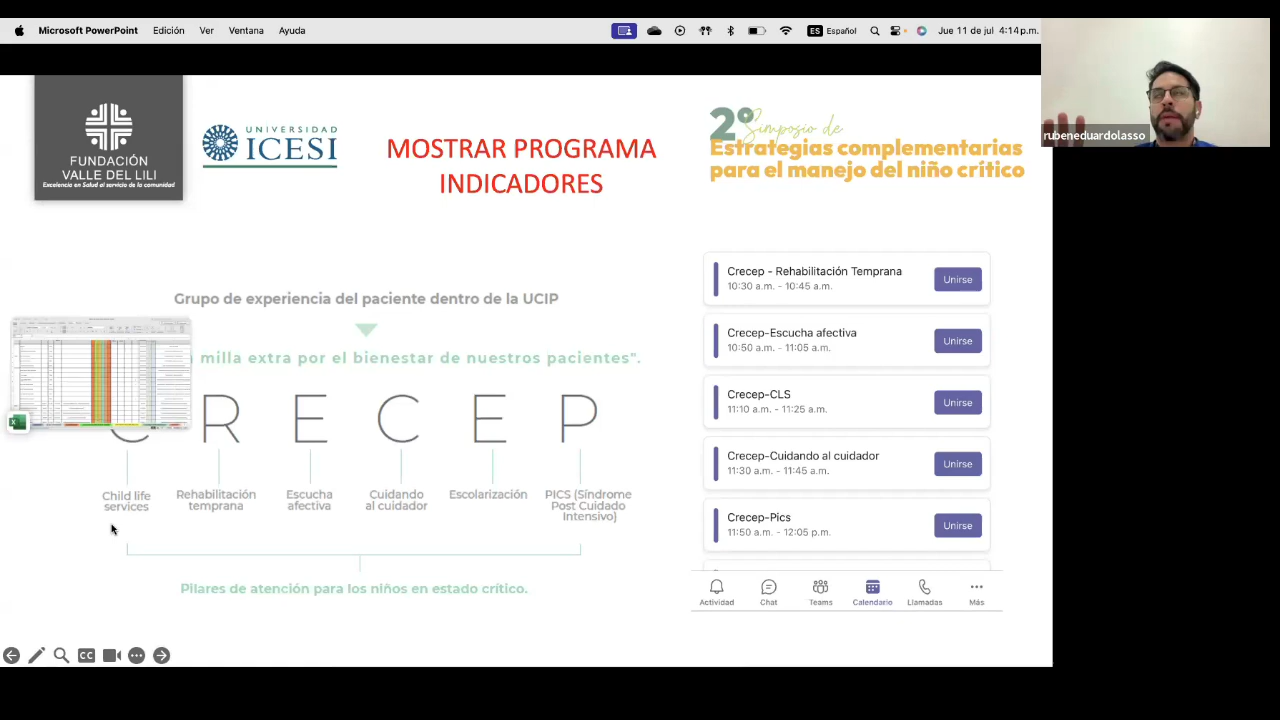 Microsoft PowerPoint Edición Ver Ventana Ayuda
ES Español Jue 11 de jul 4:14 p.m.
rubeneduardolasso
FUNDACIÓN
VALLE DEL LILI
Excelencia en Salud al servicio de la comunidad
UNIVERSIDAD
ICESI
MOSTRAR PROGRAMA
INDICADORES
2° Simposio de
Estrategias complementarias
para el manejo del niño crítico
Grupo de experiencia del paciente dentro de la UCIP
milla extra por el bienestar de nuestros pacientes".
C R E C E P
Child life
services
Rehabilitación
temprana
Escucha
afectiva
Cuidando
al cuidador
Escolarización
PICS (Síndrome
Post Cuidado
Intensivo)
Pilares de atención para los niños en estado crítico.
Crecep - Rehabilitación Temprana
10:30 a.m. - 10:45 a.m.
Unirse
Crecep-Escucha afectiva
10:50 a.m. - 11:05 a.m.
Unirse
Crecep-CLS
11:10 a.m. - 11:25 a.m.
Unirse
Crecep-Cuidando al cuidador
11:30 a.m. - 11:45 a.m.
Unirse
Crecep-Pics
11:50 a.m. - 12:05 p.m.
Unirse
Actividad Chat Teams Calendario Llamadas Más
CC